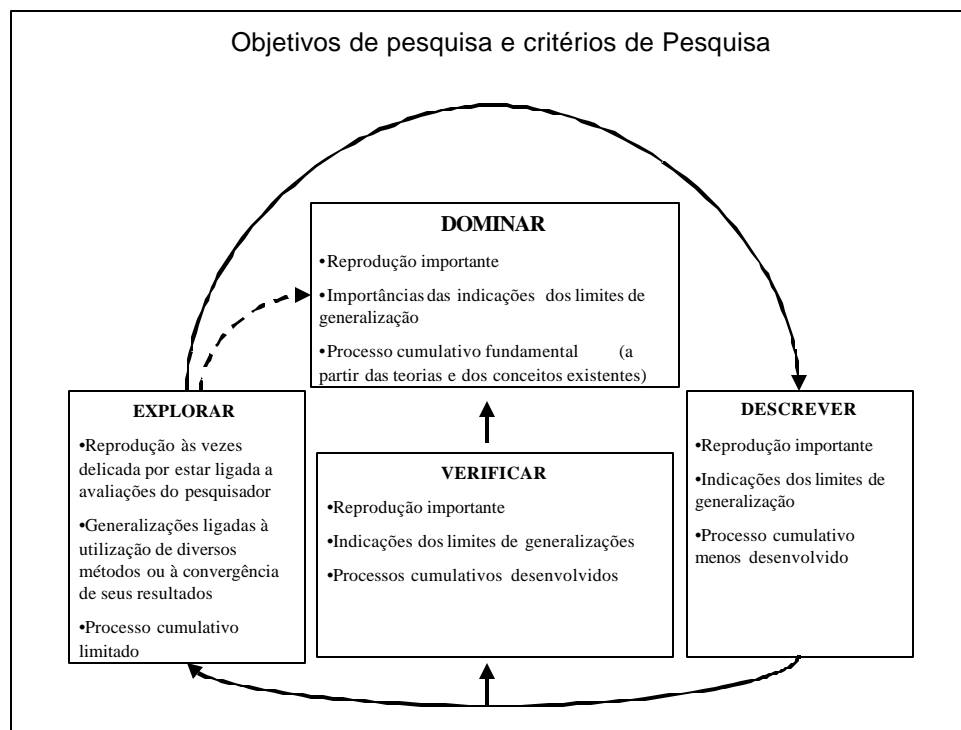 Objetivos de pesquisa e critérios de Pesquisa
DOMINAR
•Reprodução importante
•Importâncias das indicações dos limites de
generalização
•Processo cumulativo fundamental (a
partir das teorias e dos conceitos existentes)
EXPLORAR
•Reprodução às vezes
delicada por estar ligada a
avaliações do pesquisador
•Generalizações ligadas à
utilização de diversos
métodos ou à convergência
de seus resultados
•Processo cumulativo
limitado
VERIFICAR
•Reprodução importante
•Indicações dos limites de generalizações
•Processos cumulativos desenvolvidos
DESCREVER
•Reprodução importante
•Indicações dos limites de
generalização
•Processo cumulativo
menos desenvolvido